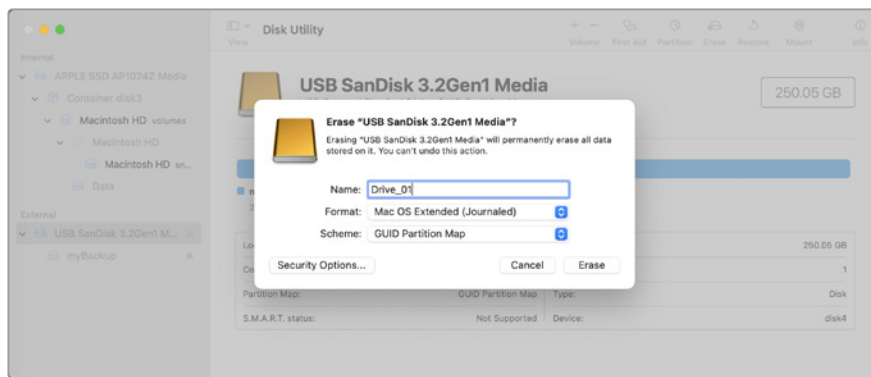 Disk Utility
View
Volume First Aid Partition Erase Restore Mount Info
Internal
APPLE SSD AP1024Z Media
Container disk3
Macintosh HD volumes
Macintosh HD
Macintosh HD sn...
Data
External
USB SanDisk 3.2Gen1 M...
myBackup
USB SanDisk 3.2Gen1 Media
250.05 GB
Erase "USB SanDisk 3.2Gen1 Media"?
Erasing "USB SanDisk 3.2Gen1 Media" will permanently erase all data
stored on it. You can't undo this action.
Name: Drive_01
Format: Mac OS Extended (Journaled)
Scheme: GUID Partition Map
Security Options... Cancel Erase
250.05 GB
1
Partition Map: GUID Partition Map Type: Disk
S.M.A.R.T. status: Not Supported Device: disk4